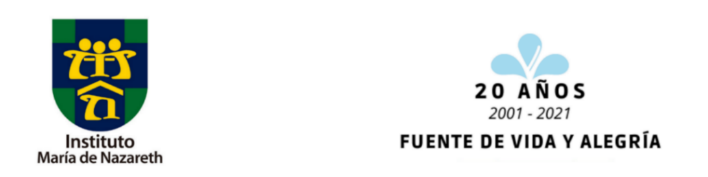 Instituto
María de Nazareth
20 AÑOS
2001 - 2021
FUENTE DE VIDA Y ALEGRÍA